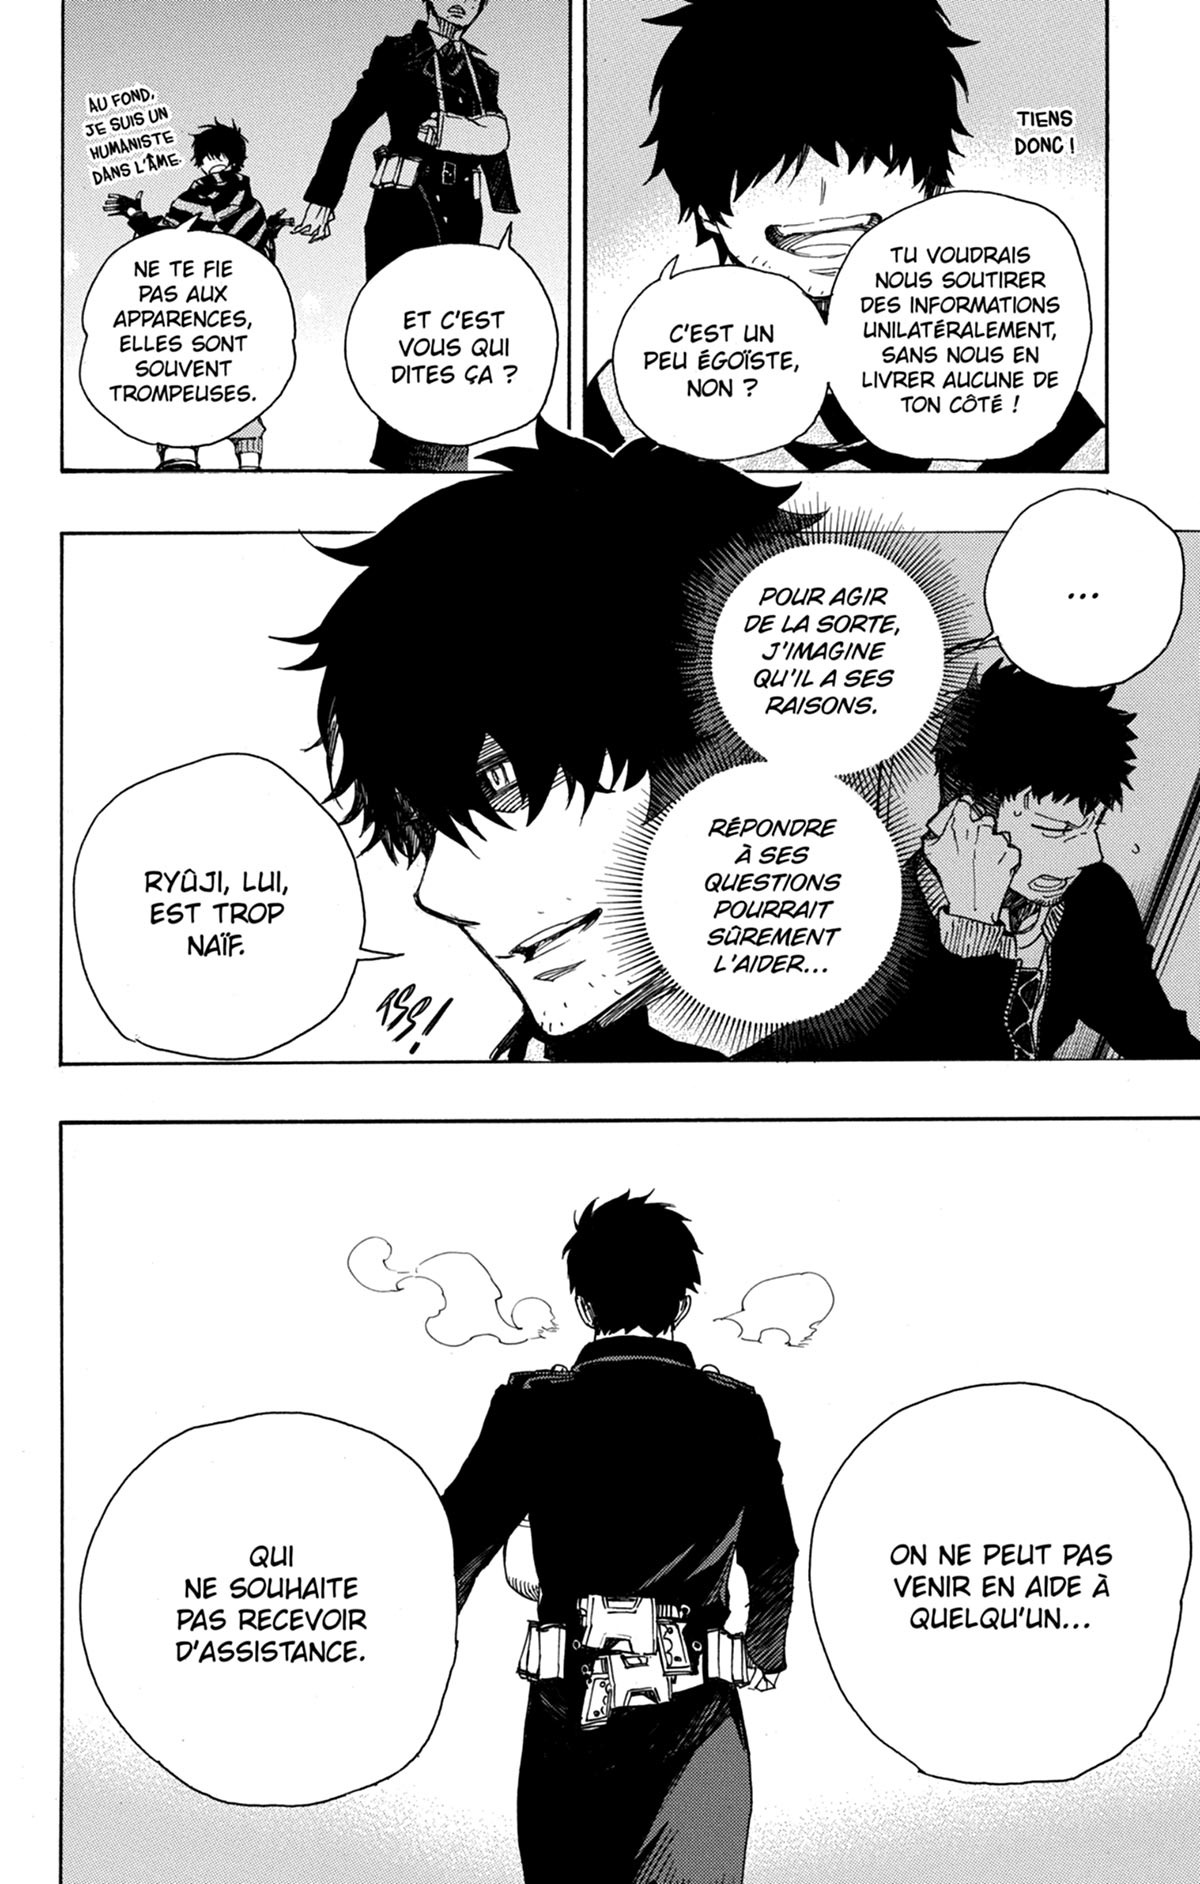 TIENS
DONC !
TU VOUDRAIS
NOUS SOUTIRER
DES INFORMATIONS
UNILATÉRALEMENT,
SANS NOUS EN
LIVRER AUCUNE DE
TON CÔTÉ !
C'EST UN
PEU ÉGOÏSTE,
NON ?
ET C'EST
VOUS QUI
DITES ÇA ?
AU FOND,
JE SUIS UN
HUMANISTE
DANS L'ÂME.
NE TE FIE
PAS AUX
APPARENCES,
ELLES SONT
SOUVENT
TROMPEUSES.
...
POUR AGIR
DE LA SORTE,
J'IMAGINE
QU'IL A SES
RAISONS.
RÉPONDRE
À SES
QUESTIONS
POURRAIT
SÛREMENT
L'AIDER...
RYÛJI, LUI,
EST TROP
NAÏF.
ON NE PEUT PAS
VENIR EN AIDE À
QUELQU'UN...
QUI
NE SOUHAITE
PAS RECEVOIR
D'ASSISTANCE.